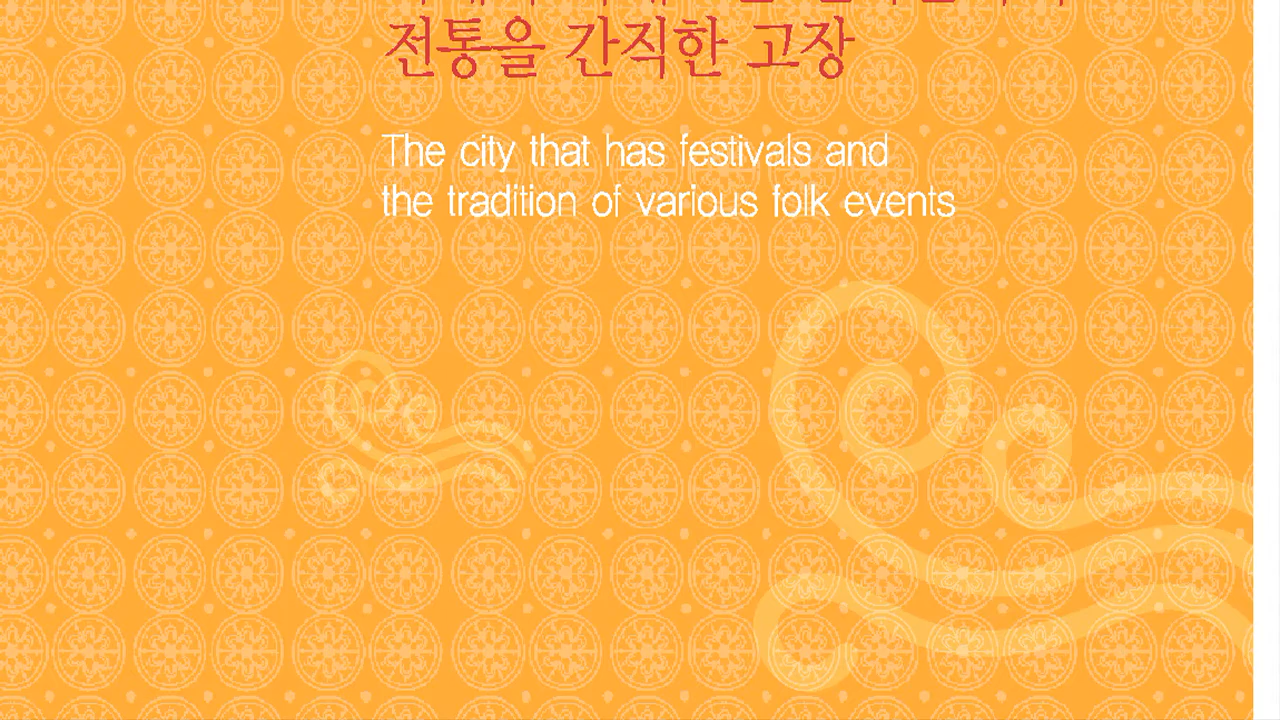 전통을 간직한 고장
The city that has festivals and
the tradition of various folk events